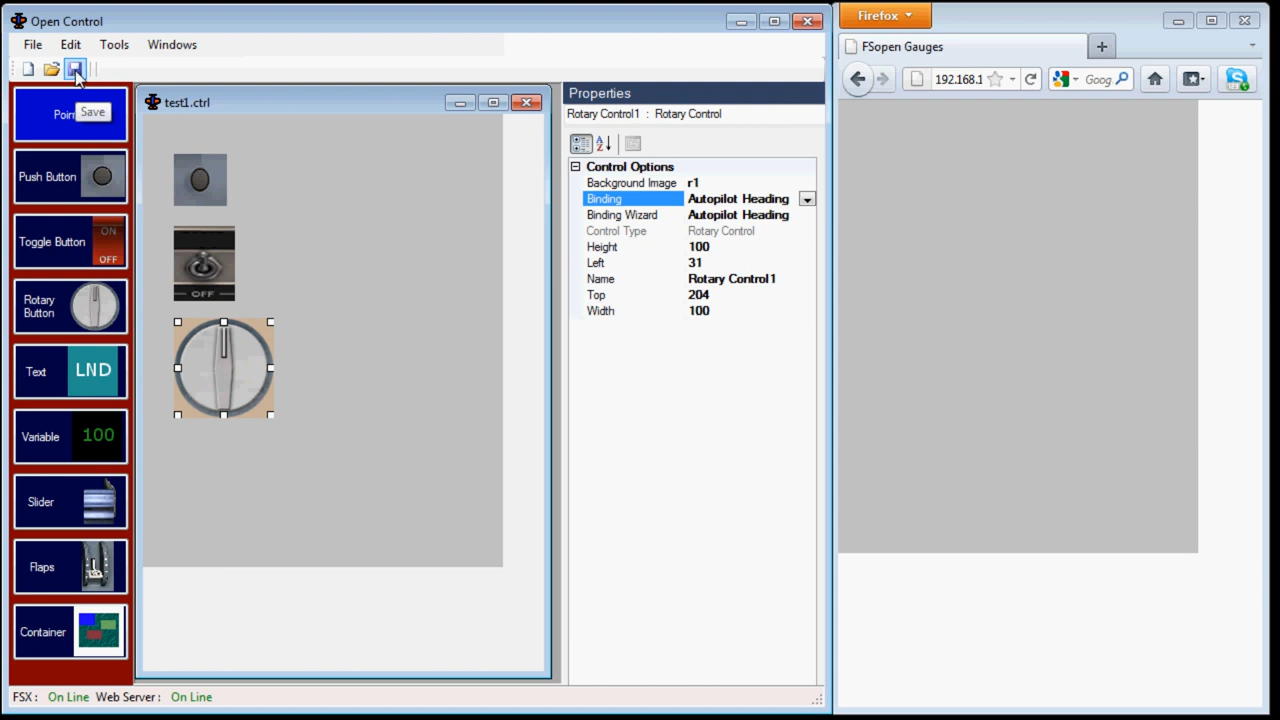 Open Control
File Edit Tools Windows
Save
Push Button
Toggle Button ON OFF
Rotary Button
Text LND
Variable 100
Slider
Flaps
Container
test1.ctrl
OFF
Properties
Rotary Control1 : Rotary Control
Control Options
Background Image r1
Binding Autopilot Heading
Binding Wizard Autopilot Heading
Control Type Rotary Control
Height 100
Left 31
Name Rotary Control1
Top 204
Width 100
FSX : On Line Web Server : On Line
Firefox
FSopen Gauges
192.168.1 Goog